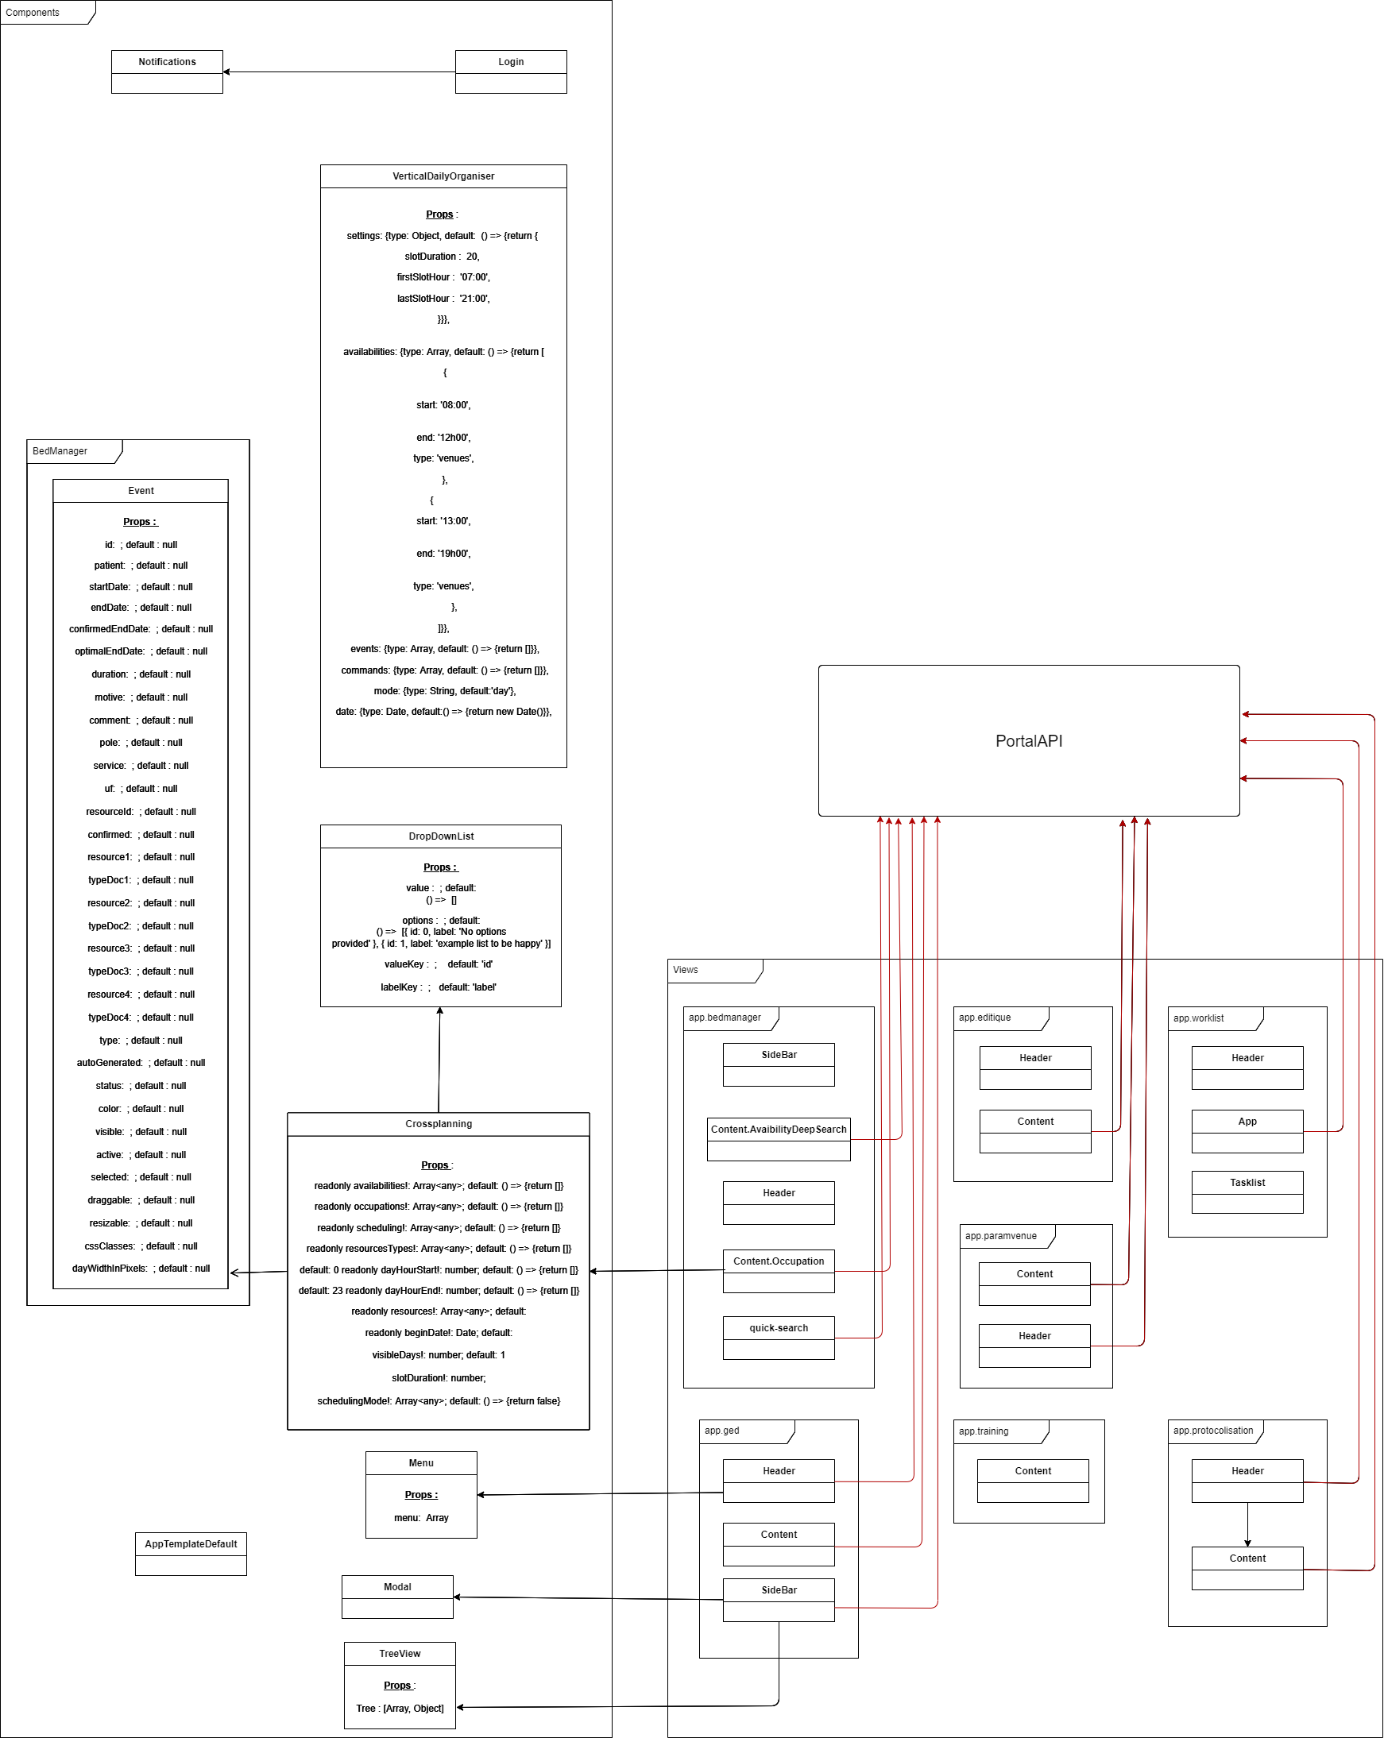 Components
Notifications
Login
VerticalDailyOrganiser
Props :
settings: {type: Object, default:  () => {return {
slotDuration :  20,
firstSlotHour :  '07:00',
lastSlotHour :  '21:00',
}}},
availabilities: {type: Array, default: () => {return [
{
start: '08:00',
end: '12h00',
type: 'venues',
},
{
start: '13:00',
end: '19h00',
type: 'venues',
},
]}},
events: {type: Array, default: () => {return []}},
commands: {type: Array, default: () => {return []}},
mode: {type: String, default:'day'},
date: {type: Date, default:() => {return new Date()}},
BedManager
Event
Props :
id:  ; default : null
patient:  ; default : null
startDate:  ; default : null
endDate:  ; default : null
confirmedEndDate:  ; default : null
optimalEndDate:  ; default : null
duration:  ; default : null
motive:  ; default : null
comment:  ; default : null
pole:  ; default : null
service:  ; default : null
uf:  ; default : null
resourceId:  ; default : null
confirmed:  ; default : null
resource1:  ; default : null
typeDoc1:  ; default : null
resource2:  ; default : null
typeDoc2:  ; default : null
resource3:  ; default : null
typeDoc3:  ; default : null
resource4:  ; default : null
typeDoc4:  ; default : null
type:  ; default : null
autoGenerated:  ; default : null
status:  ; default : null
color:  ; default : null
visible:  ; default : null
active:  ; default : null
selected:  ; default : null
draggable:  ; default : null
resizable:  ; default : null
cssClasses:  ; default : null
dayWidthInPixels:  ; default : null
DropDownList
Props :
value :  ; default:
() =>  []
options :  ; default:
() =>  [{ id: 0, label: 'No options
provided' }, { id: 1, label: 'example list to be happy' }]
valueKey :  ;    default: 'id'
labelKey :  ;   default: 'label'
Crossplanning
Props :
readonly availabilities!: Array<any>; default: () => {return []}
readonly occupations!: Array<any>; default: () => {return []}
readonly scheduling!: Array<any>; default: () => {return []}
readonly resourcesTypes!: Array<any>; default: () => {return []}
default: 0 readonly dayHourStart!: number; default: () => {return []}
default: 23 readonly dayHourEnd!: number; default: () => {return []}
readonly resources!: Array<any>; default:
readonly beginDate!: Date; default:
visibleDays!: number; default: 1
slotDuration!: number;
schedulingMode!: Array<any>; default: () => {return false}
Menu
Props :
menu:  Array
AppTemplateDefault
Modal
TreeView
Props :
Tree : [Array, Object]
PortalAPI
Views
app.bedmanager
SideBar
Content.AvaibilityDeepSearch
Header
Content.Occupation
quick-search
app.editique
Header
Content
app.worklist
Header
App
Tasklist
app.paramvenue
Content
Header
app.ged
Header
Content
SideBar
app.training
Content
app.protocolisation
Header
Content